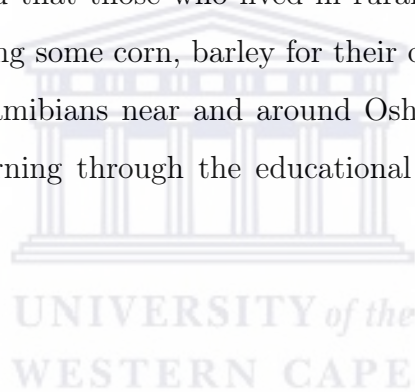 that those who lived in rural
ng some corn, barley for their o
amibians near and around Osh
rning through the educational
UNIVERSITY of the
WESTERN CAPE